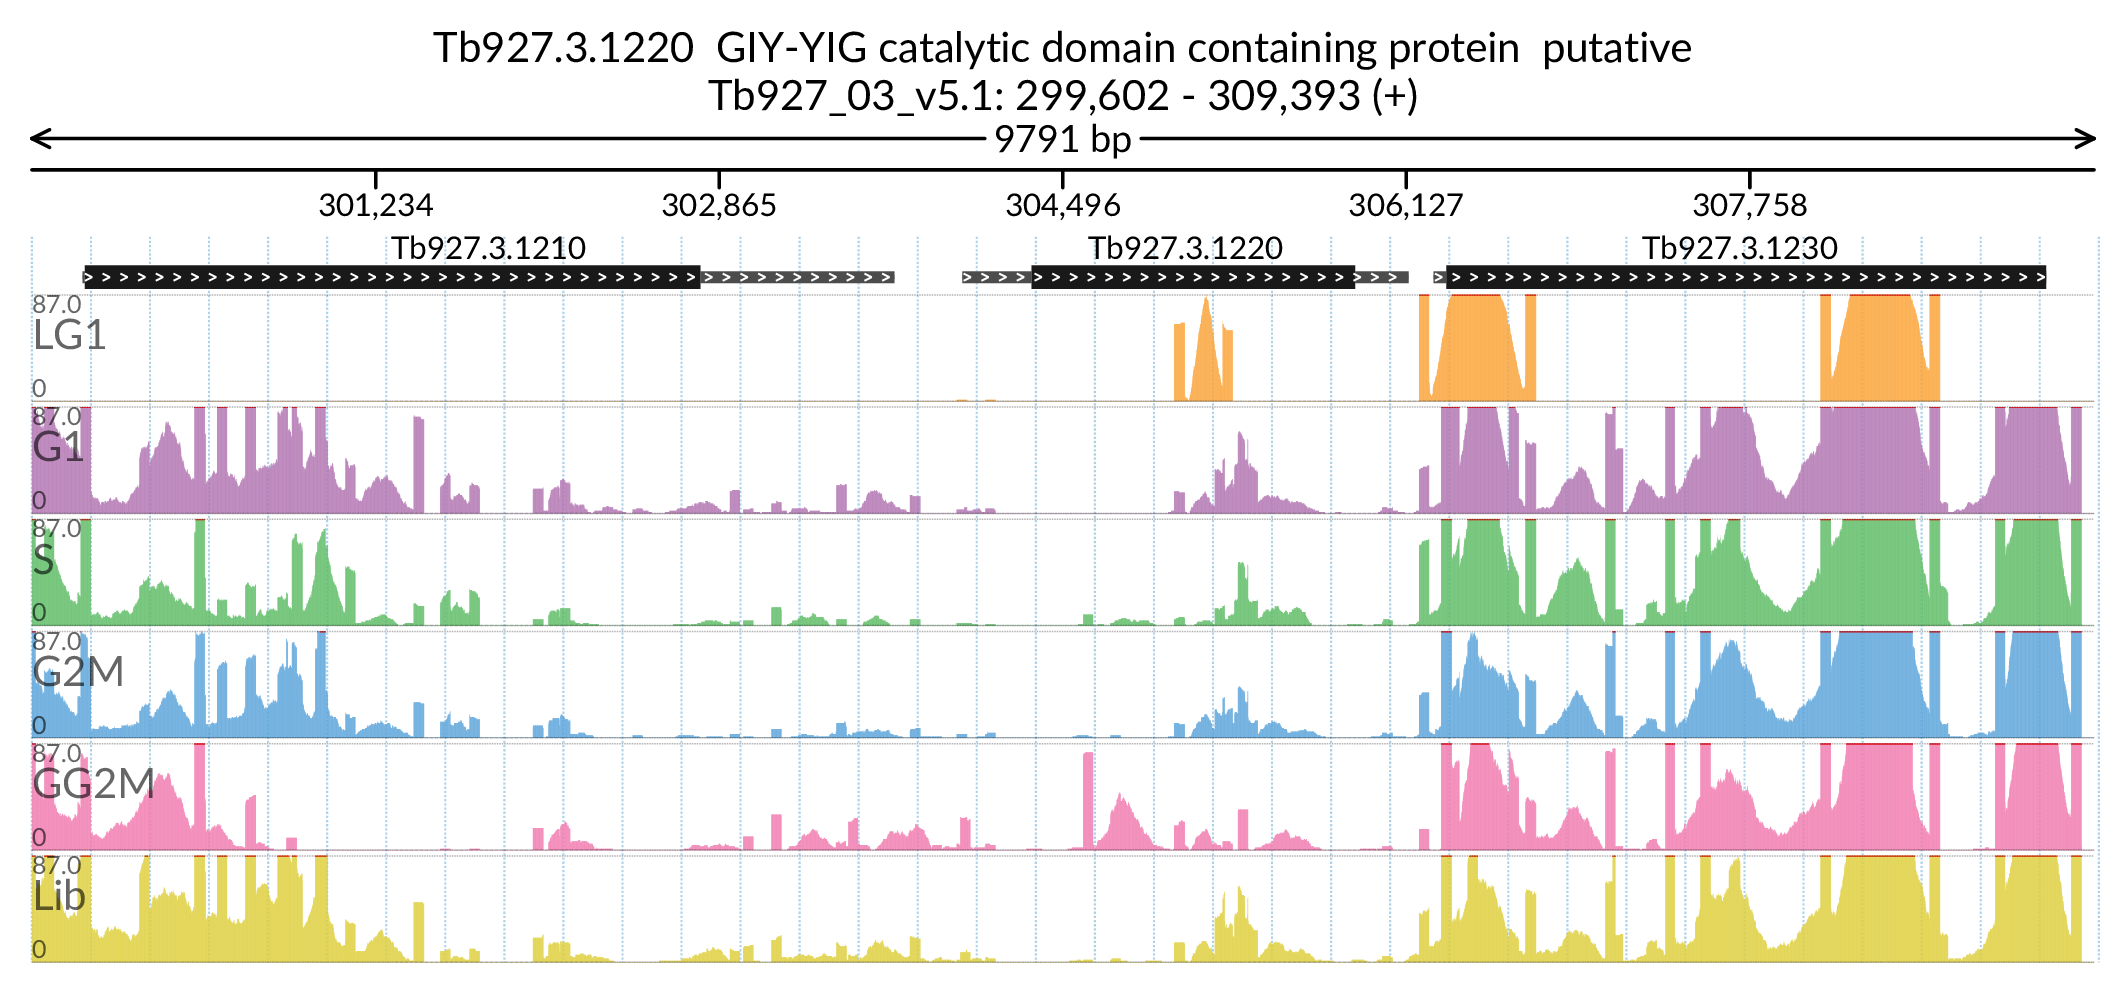 Tb927.3.1220  GIY-YIG catalytic domain containing protein  putative
Tb927_03_v5.1: 299,602 - 309,393 (+)
9791 bp
301,234 302,865 304,496 306,127 307,758
Tb927.3.1210 Tb927.3.1220 Tb927.3.1230
87.0
LG1
0
87.0
G1
0
87.0
S
0
87.0
G2M
0
87.0
GG2M
0
87.0
Lib
0